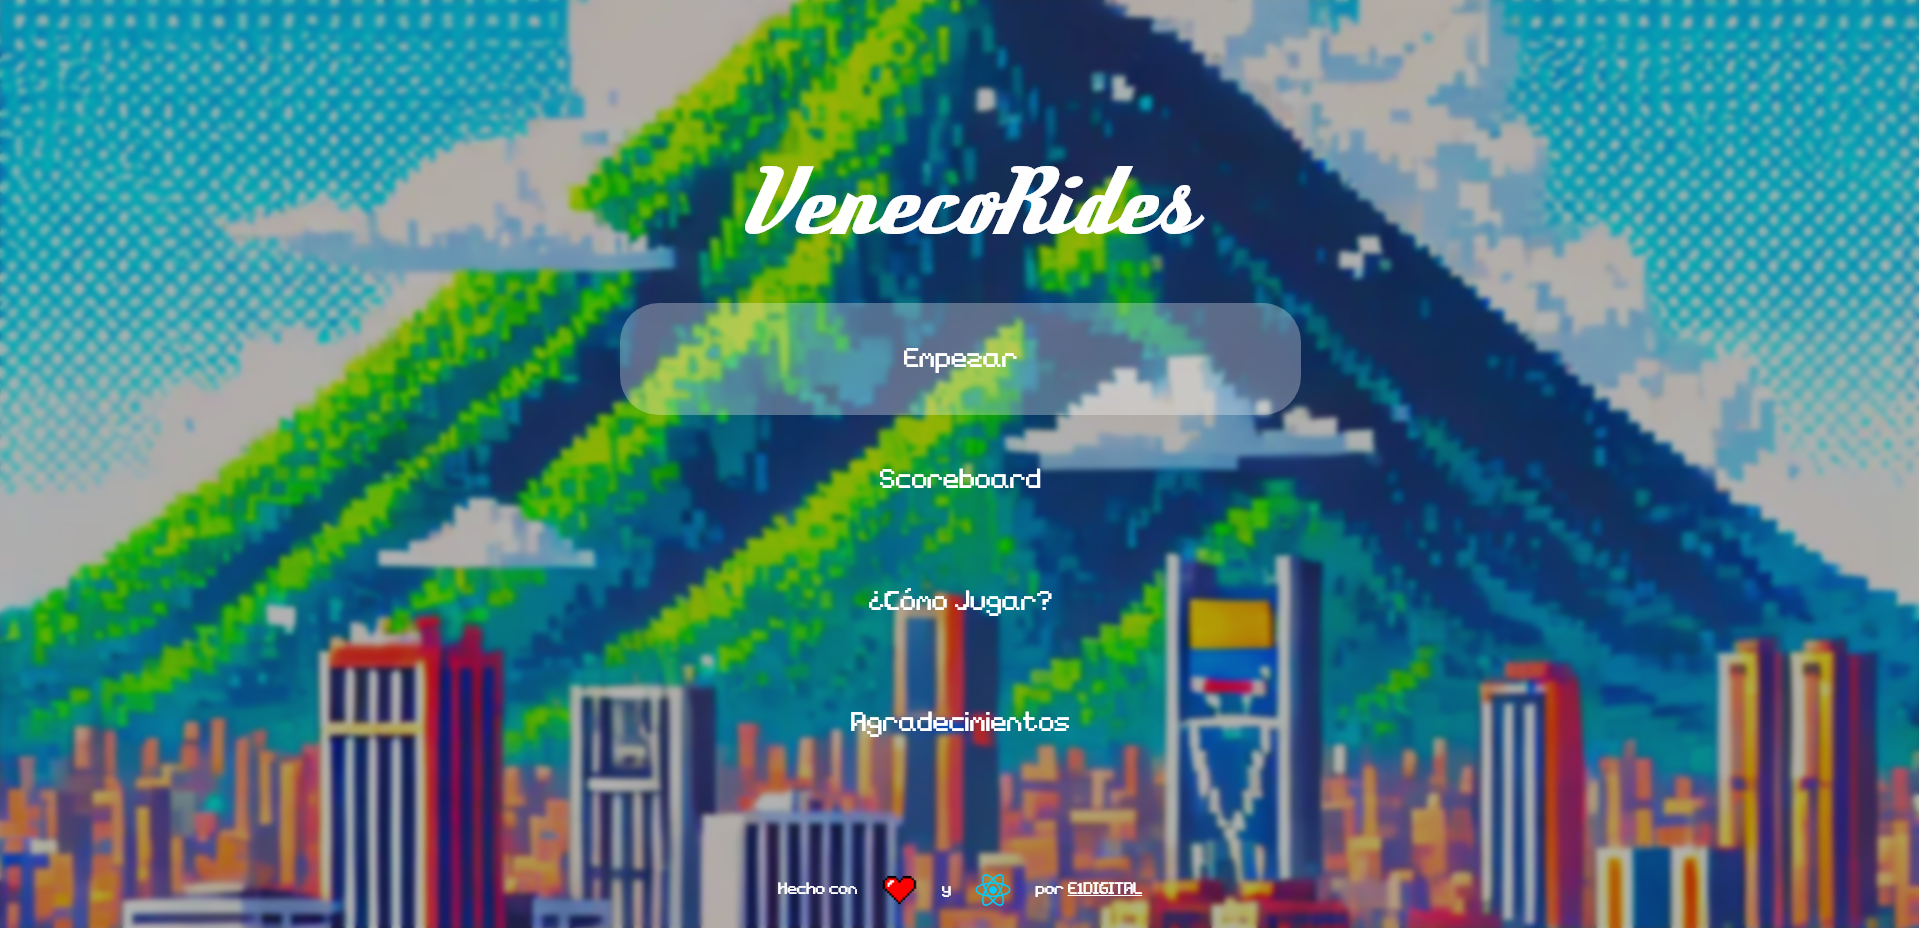 VenecoRides
Empezar
Scoreboard
¿Cómo Jugar?
Agradecimientos
Hecho con y por E1DIGITAL